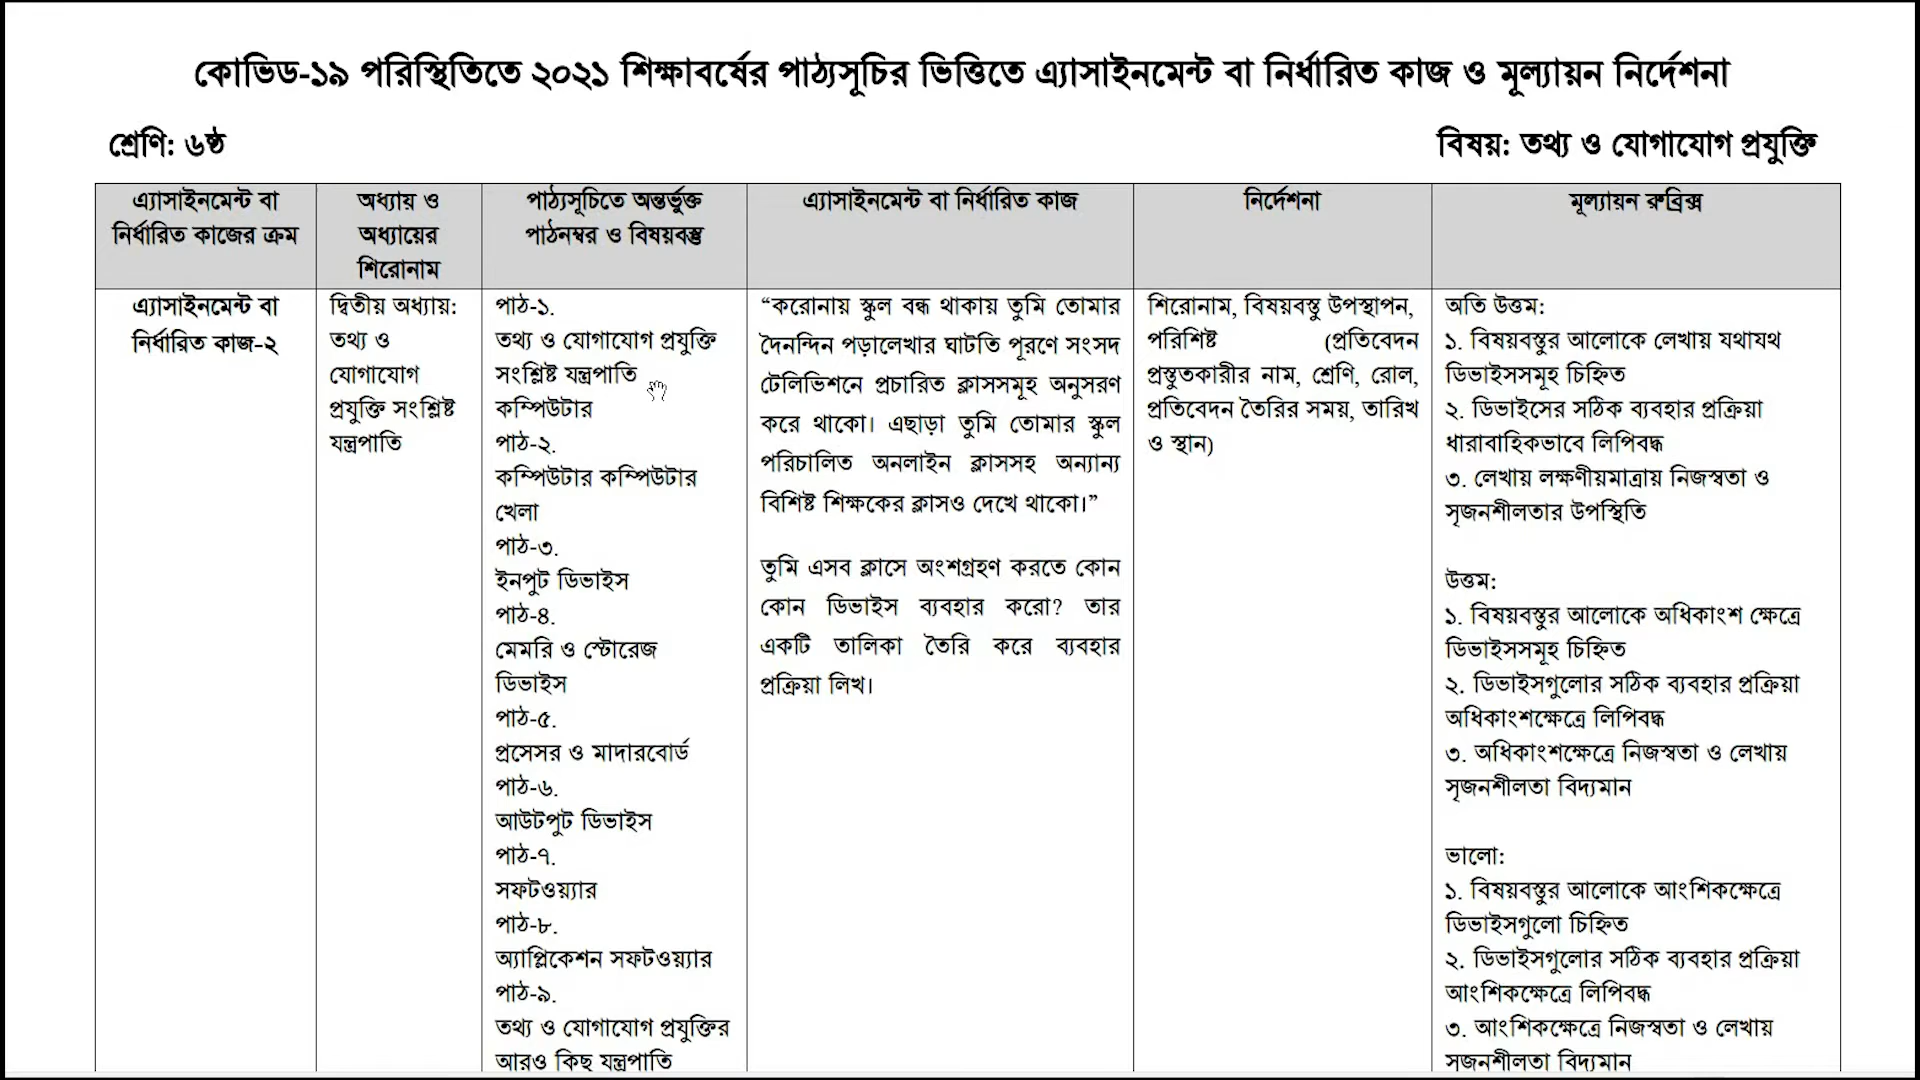 কোভিড-১৯ পরিস্থিতিতে ২০২১ শিক্ষাবর্ষের পাঠ্যসূচির ভিত্তিতে এ্যাসাইনমেন্ট বা নির্ধারিত কাজ ও মূল্যায়ন নির্দেশনা
শ্রেণি: ৬ষ্ঠ
বিষয়: তথ্য ও যোগাযোগ প্রযুক্তি
এ্যাসাইনমেন্ট বা
নির্ধারিত কাজের ক্রম
অধ্যায় ও
অধ্যায়ের
শিরোনাম
পাঠ্যসূচিতে অন্তর্ভুক্ত
পাঠনম্বর ও বিষয়বস্তু
এ্যাসাইনমেন্ট বা নির্ধারিত কাজ
নির্দেশনা
মূল্যায়ন রুব্রিক্স
এ্যাসাইনমেন্ট বা
নির্ধারিত কাজ-২
দ্বিতীয় অধ্যায়:
তথ্য ও
যোগাযোগ
প্রযুক্তি সংশ্লিষ্ট
যন্ত্রপাতি
পাঠ-১.
তথ্য ও যোগাযোগ প্রযুক্তি
সংশ্লিষ্ট যন্ত্রপাতি
কম্পিউটার
পাঠ-২.
কম্পিউটার কম্পিউটার
খেলা
পাঠ-৩.
ইনপুট ডিভাইস
পাঠ-৪.
মেমরি ও স্টোরেজ
ডিভাইস
পাঠ-৫.
প্রসেসর ও মাদারবোর্ড
পাঠ-৬.
আউটপুট ডিভাইস
পাঠ-৭.
সফটওয়্যার
পাঠ-৮.
অ্যাপ্লিকেশন সফটওয়্যার
পাঠ-৯.
তথ্য ও যোগাযোগ প্রযুক্তির
আরও কিছু যন্ত্রপাতি
“করোনায় স্কুল বন্ধ থাকায় তুমি তোমার
দৈনন্দিন পড়ালেখার ঘাটতি পূরণে সংসদ
টেলিভিশনে প্রচারিত ক্লাসসমূহ অনুসরণ
করে থাকো। এছাড়া তুমি তোমার স্কুল
পরিচালিত অনলাইন ক্লাসসহ অন্যান্য
বিশিষ্ট শিক্ষকের ক্লাসও দেখে থাকো।”
তুমি এসব ক্লাসে অংশগ্রহণ করতে কোন
কোন ডিভাইস ব্যবহার করো? তার
একটি তালিকা তৈরি করে ব্যবহার
প্রক্রিয়া লিখ।
শিরোনাম, বিষয়বস্তু উপস্থাপন,
পরিশিষ্ট (প্রতিবেদন
প্রস্তুতকারীর নাম, শ্রেণি, রোল,
প্রতিবেদন তৈরির সময়, তারিখ
ও স্থান)
অতি উত্তম:
১. বিষয়বস্তুর আলোকে লেখায় যথাযথ
ডিভাইসসমূহ চিহ্নিত
২. ডিভাইসের সঠিক ব্যবহার প্রক্রিয়া
ধারাবাহিকভাবে লিপিবদ্ধ
৩. লেখায় লক্ষণীয়মাত্রায় নিজস্বতা ও
সৃজনশীলতার উপস্থিতি
উত্তম:
১. বিষয়বস্তুর আলোকে অধিকাংশ ক্ষেত্রে
ডিভাইসসমূহ চিহ্নিত
২. ডিভাইসগুলোর সঠিক ব্যবহার প্রক্রিয়া
অধিকাংশক্ষেত্রে লিপিবদ্ধ
৩. অধিকাংশক্ষেত্রে নিজস্বতা ও লেখায়
সৃজনশীলতা বিদ্যমান
ভালো:
১. বিষয়বস্তুর আলোকে আংশিকক্ষেত্রে
ডিভাইসগুলো চিহ্নিত
২. ডিভাইসগুলোর সঠিক ব্যবহার প্রক্রিয়া
আংশিকক্ষেত্রে লিপিবদ্ধ
৩. আংশিকক্ষেত্রে নিজস্বতা ও লেখায়
সৃজনশীলতা বিদ্যমান